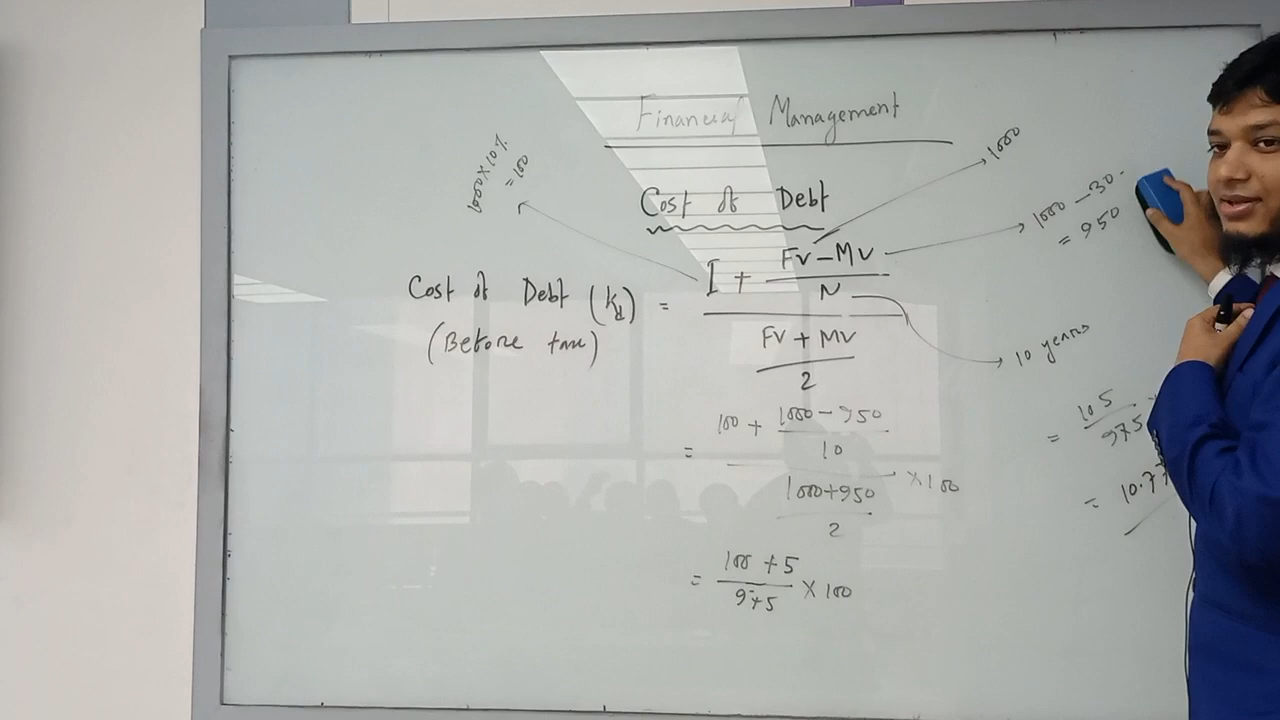 Financial Management
Cost of Debt
1000×10%
= 100
1000
1000 – 30.
= 950
10 years
Cost of Debt (Kd) = I + Fv – Mv / N
Fv + Mv / 2
(Before tax)
= 100 + 1000 – 950 / 10
1000+950 / 2 × 100
= 100 + 5 / 975 × 100
= 105 / 975
= 10.77